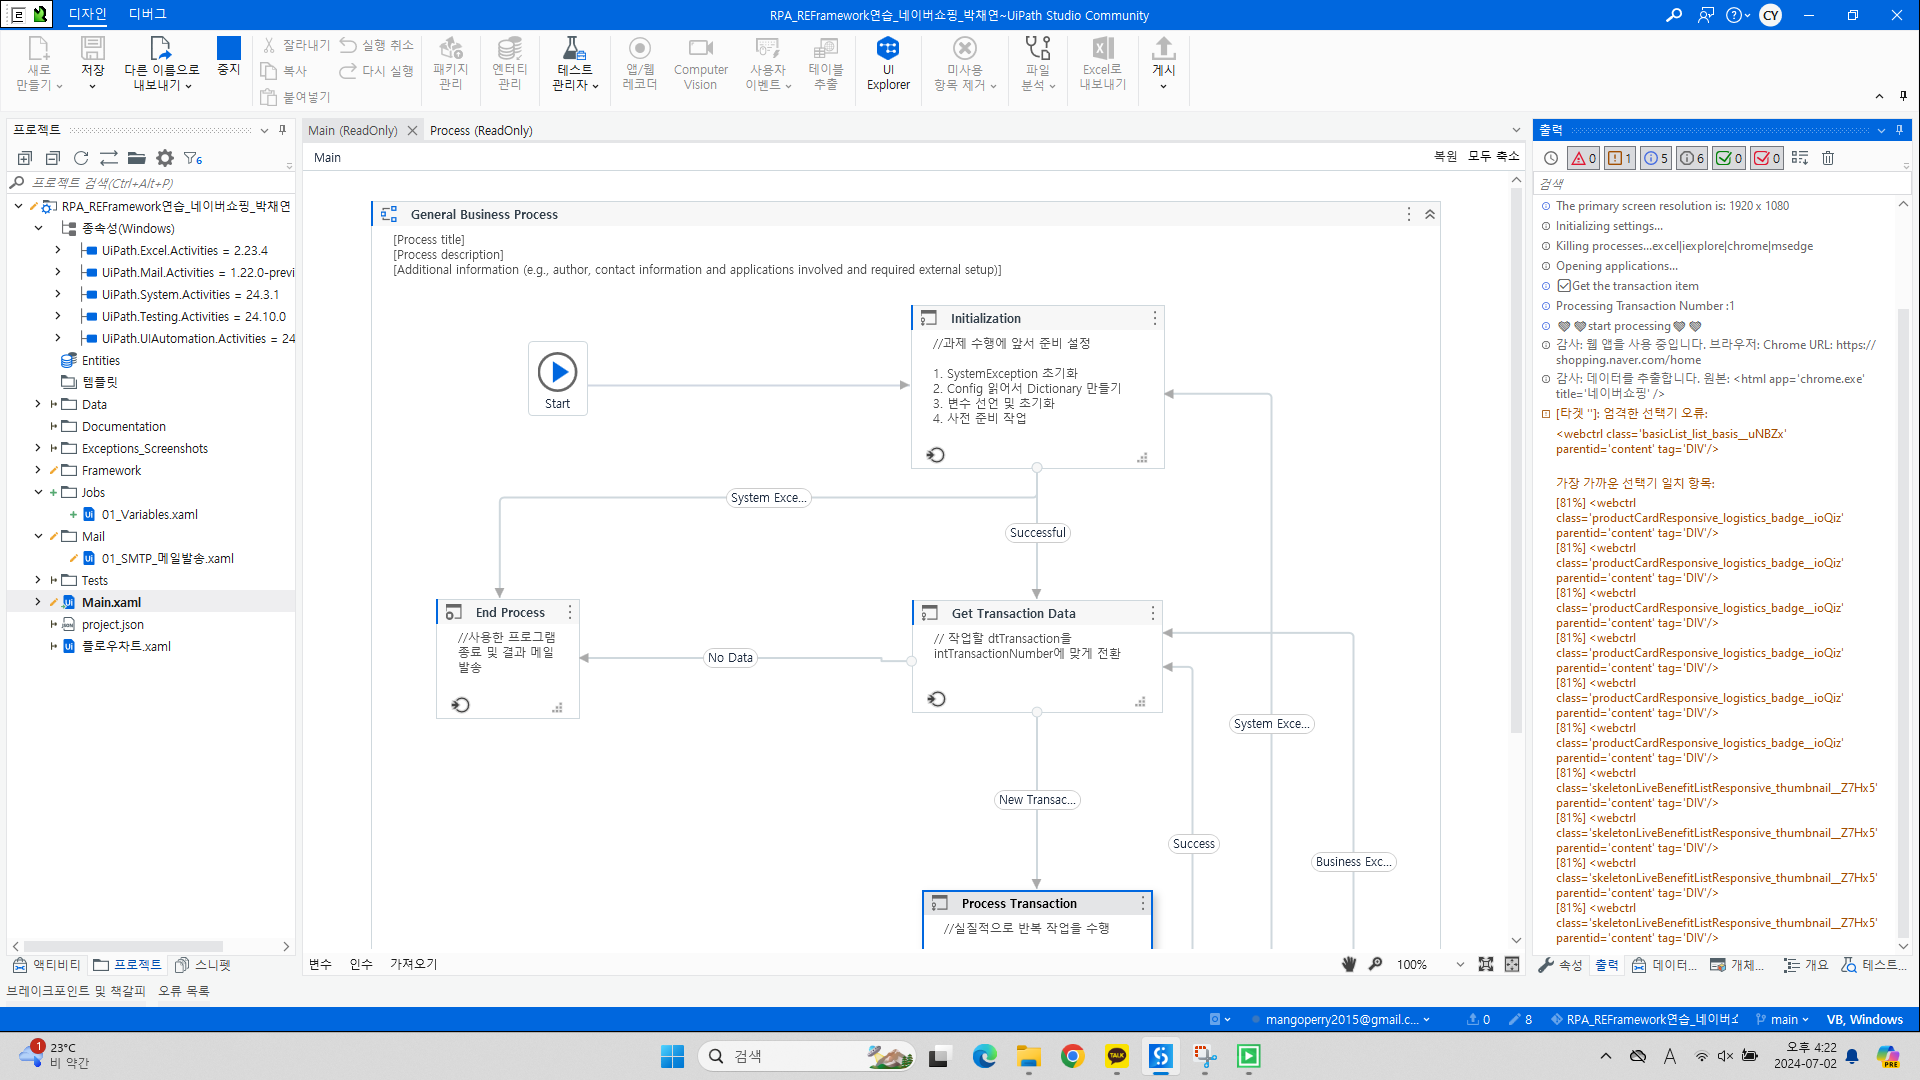 디자인
디버그
RPA_REFramework연습_네이버쇼핑_박채연~UiPath Studio Community
CY
새로 만들기
저장
다른 이름으로 내보내기
중지
잘라내기
복사
붙여넣기
실행 취소
다시 실행
패키지 관리
엔터티 관리
테스트 관리자
앱/웹 레코더
Computer Vision
사용자 이벤트
테이블 추출
UI Explorer
미사용 항목 제거
파일 분석
Excel로 내보내기
게시
프로젝트
6
프로젝트 검색(Ctrl+Alt+P)
RPA_REFramework연습_네이버쇼핑_박채연
종속성(Windows)
UiPath.Excel.Activities = 2.23.4
UiPath.Mail.Activities = 1.22.0-previ
UiPath.System.Activities = 24.3.1
UiPath.Testing.Activities = 24.10.0
UiPath.UIAutomation.Activities = 24
Entities
템플릿
Data
Documentation
Exceptions_Screenshots
Framework
Jobs
01_Variables.xaml
Mail
01_SMTP_메일발송.xaml
Tests
Main.xaml
project.json
플로우차트.xaml
액티비티
프로젝트
스니펫
브레이크포인트 및 책갈피
오류 목록
Main (ReadOnly)
Process (ReadOnly)
Main
복원
모두 축소
General Business Process
[Process title]
[Process description]
[Additional information (e.g., author, contact information and applications involved and required external setup)]
Start
Initialization
//과제 수행에 앞서 준비 설정
1. SystemException 초기화
2. Config 읽어서 Dictionary 만들기
3. 변수 선언 및 초기화
4. 사전 준비 작업
System Exce...
Successful
End Process
//사용한 프로그램
종료 및 결과 메일
발송
No Data
Get Transaction Data
// 작업할 dtTransaction을
intTransactionNumber에 맞게 전환
System Exce...
New Transac...
Success
Business Exc...
Process Transaction
//실질적으로 반복 작업을 수행
변수
인수
가져오기
100%
출력
0
1
5
6
0
0
검색
The primary screen resolution is: 1920 x 1080
Initializing settings...
Killing processes...excel|iexplore|chrome|msedge
Opening applications...
Get the transaction item
Processing Transaction Number :1
start processing
감사: 웹 앱을 사용 중입니다. 브라우저: Chrome URL: https://
shopping.naver.com/home
감사: 데이터를 추출합니다. 원본: <html app='chrome.exe'
title='네이버쇼핑' />
[타겟 '']: 엄격한 선택기 오류:
<webctrl class='basicList_list_basis__uNBZx'
parentid='content' tag='DIV'/>
가장 가까운 선택기 일치 항목:
[81%] <webctrl
class='productCardResponsive_logistics_badge__ioQiz'
parentid='content' tag='DIV'/>
[81%] <webctrl
class='productCardResponsive_logistics_badge__ioQiz'
parentid='content' tag='DIV'/>
[81%] <webctrl
class='productCardResponsive_logistics_badge__ioQiz'
parentid='content' tag='DIV'/>
[81%] <webctrl
class='productCardResponsive_logistics_badge__ioQiz'
parentid='content' tag='DIV'/>
[81%] <webctrl
class='productCardResponsive_logistics_badge__ioQiz'
parentid='content' tag='DIV'/>
[81%] <webctrl
class='productCardResponsive_logistics_badge__ioQiz'
parentid='content' tag='DIV'/>
[81%] <webctrl
class='skeletonLiveBenefitListResponsive_thumbnail__Z7Hx5'
parentid='content' tag='DIV'/>
[81%] <webctrl
class='skeletonLiveBenefitListResponsive_thumbnail__Z7Hx5'
parentid='content' tag='DIV'/>
[81%] <webctrl
class='skeletonLiveBenefitListResponsive_thumbnail__Z7Hx5'
parentid='content' tag='DIV'/>
[81%] <webctrl
class='skeletonLiveBenefitListResponsive_thumbnail__Z7Hx5'
parentid='content' tag='DIV'/>
속성
출력
데이터...
개체...
개요
테스트...
mangoperry2015@gmail.c...
0
8
RPA_REFramework연습_네이버쇼
main
VB, Windows
1
23°C
비 약간
검색
TALK
A
오후 4:22
2024-07-02
PRE